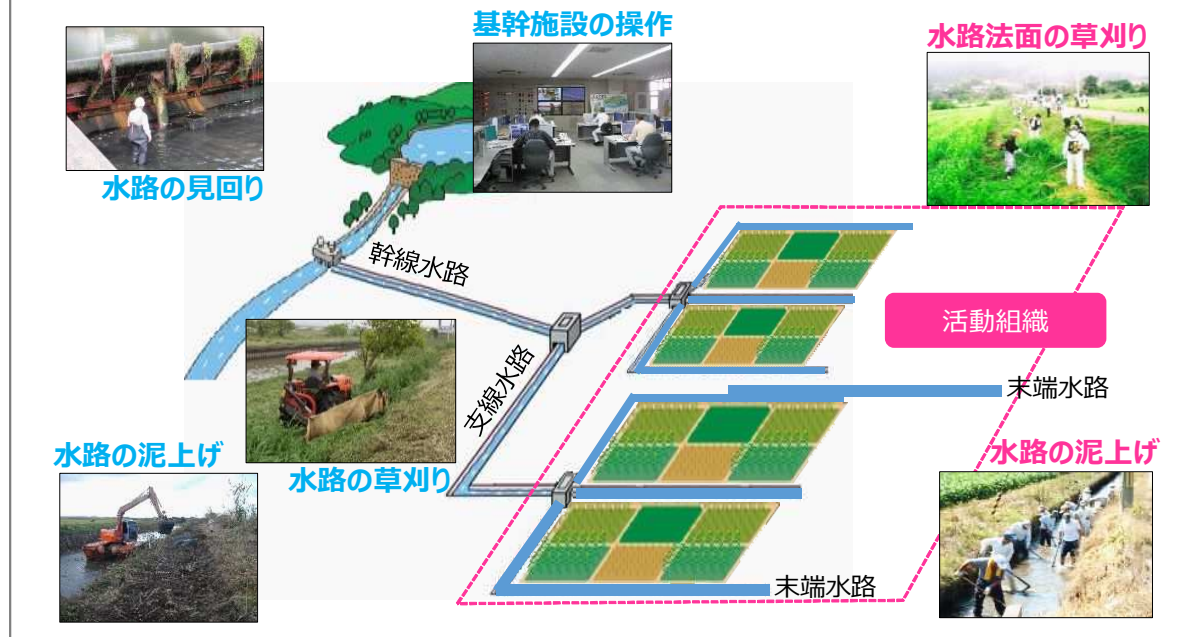 基幹施設の操作
水路法面の草刈り
水路の見回り
幹線水路
活動組織
支線水路
末端水路
水路の泥上げ
水路の草刈り
水路の泥上げ
末端水路